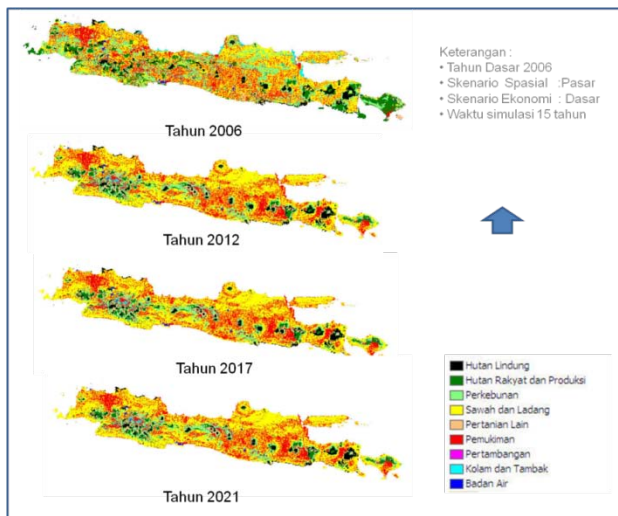 Keterangan :
• Tahun Dasar 2006
• Skenario Spasial :Pasar
• Skenario Ekonomi : Dasar
• Waktu simulasi 15 tahun
Tahun 2006
Tahun 2012
Tahun 2017
Tahun 2021
Hutan Lindung
Hutan Rakyat dan Produksi
Perkebunan
Sawah dan Ladang
Pertanian Lain
Pemukiman
Pertambangan
Kolam dan Tambak
Badan Air